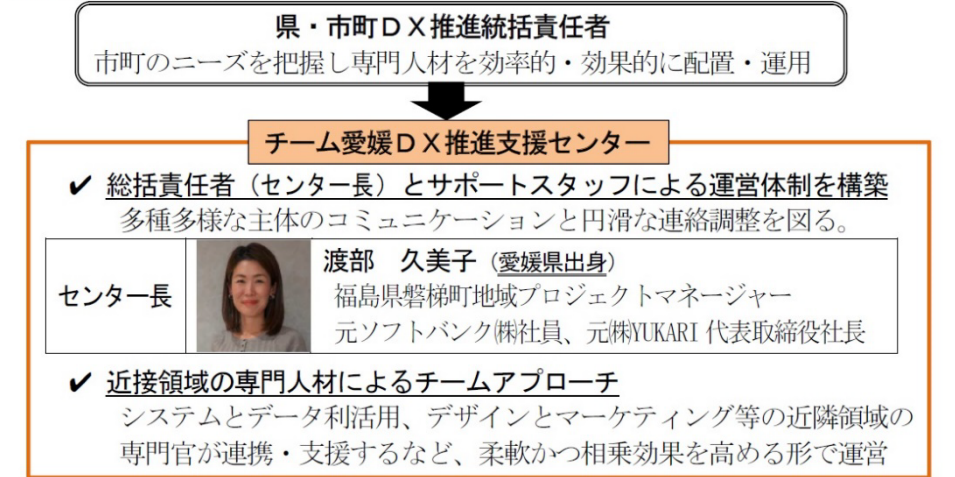 県・市町ＤＸ推進統括責任者
市町のニーズを把握し専門人材を効率的・効果的に配置・運用
チーム愛媛ＤＸ推進支援センター
✔ 総括責任者（センター長）とサポートスタッフによる運営体制を構築
多種多様な主体のコミュニケーションと円滑な連絡調整を図る。
センター長
渡部　久美子（愛媛県出身）
福島県磐梯町地域プロジェクトマネージャー
元ソフトバンク㈱社員、元㈱YUKARI 代表取締役社長
✔ 近接領域の専門人材によるチームアプローチ
システムとデータ利活用、デザインとマーケティング等の近隣領域の
専門官が連携・支援するなど、柔軟かつ相乗効果を高める形で運営